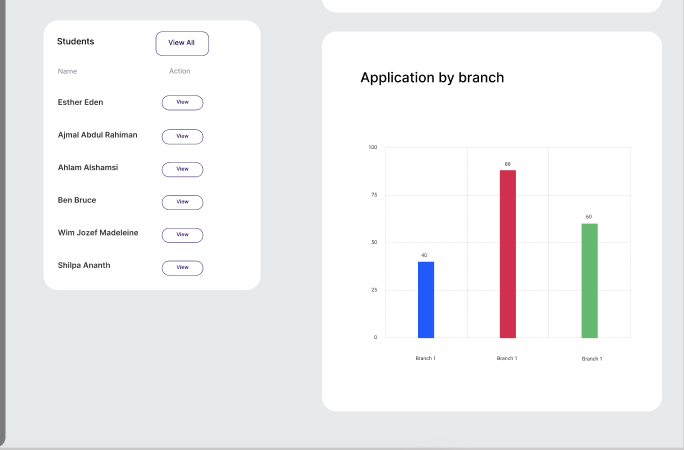 Students
View All
Name
Action
Esther Eden
View
Ajmal Abdul Rahiman
View
Ahlam Alshamsi
View
Ben Bruce
View
Wim Jozef Madeleine
View
Shilpa Ananth
View
Application by branch
100
75
50
25
0
40
88
60
Branch 1
Branch 1
Branch 1